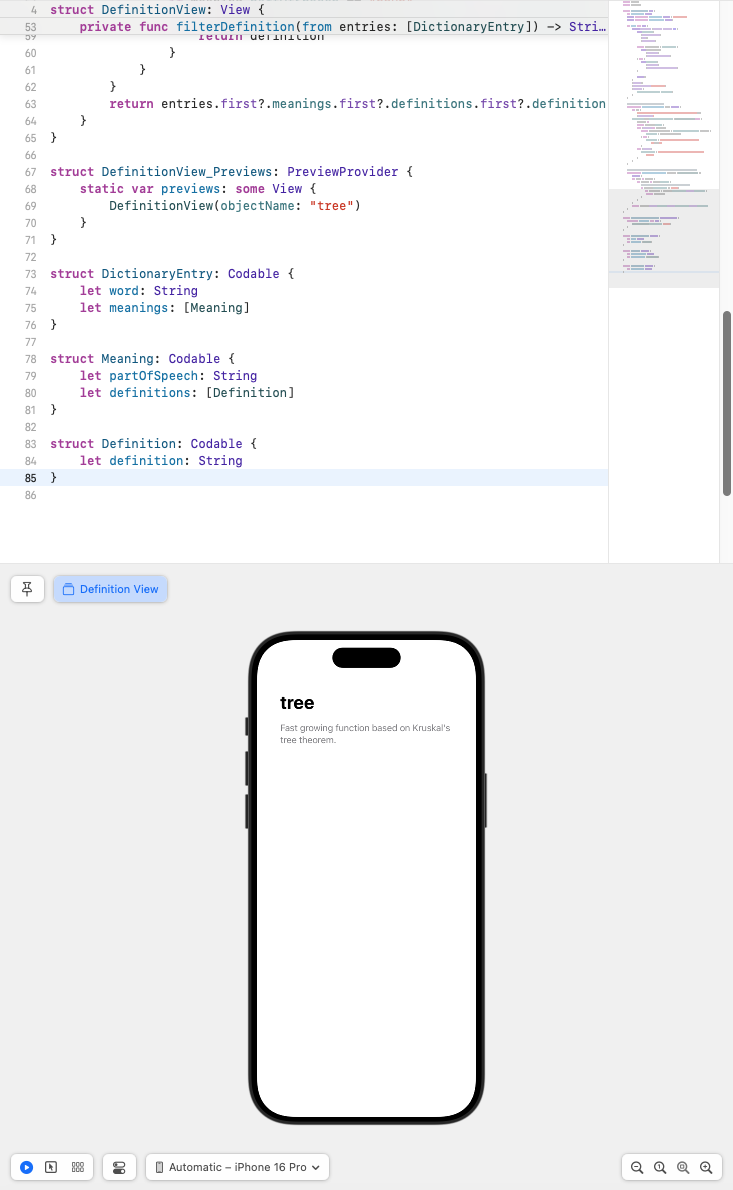 4 struct DefinitionView: View {
53 private func filterDefinition(from entries: [DictionaryEntry]) -> Stri…
59 return definition
60 }
61 }
62 }
63 return entries.first?.meanings.first?.definitions.first?.definition
64 }
65 }
66
67 struct DefinitionView_Previews: PreviewProvider {
68 static var previews: some View {
69 DefinitionView(objectName: "tree")
70 }
71 }
72
73 struct DictionaryEntry: Codable {
74 let word: String
75 let meanings: [Meaning]
76 }
77
78 struct Meaning: Codable {
79 let partOfSpeech: String
80 let definitions: [Definition]
81 }
82
83 struct Definition: Codable {
84 let definition: String
85 }
86
Definition View
tree
Fast growing function based on Kruskal's
tree theorem.
Automatic – iPhone 16 Pro